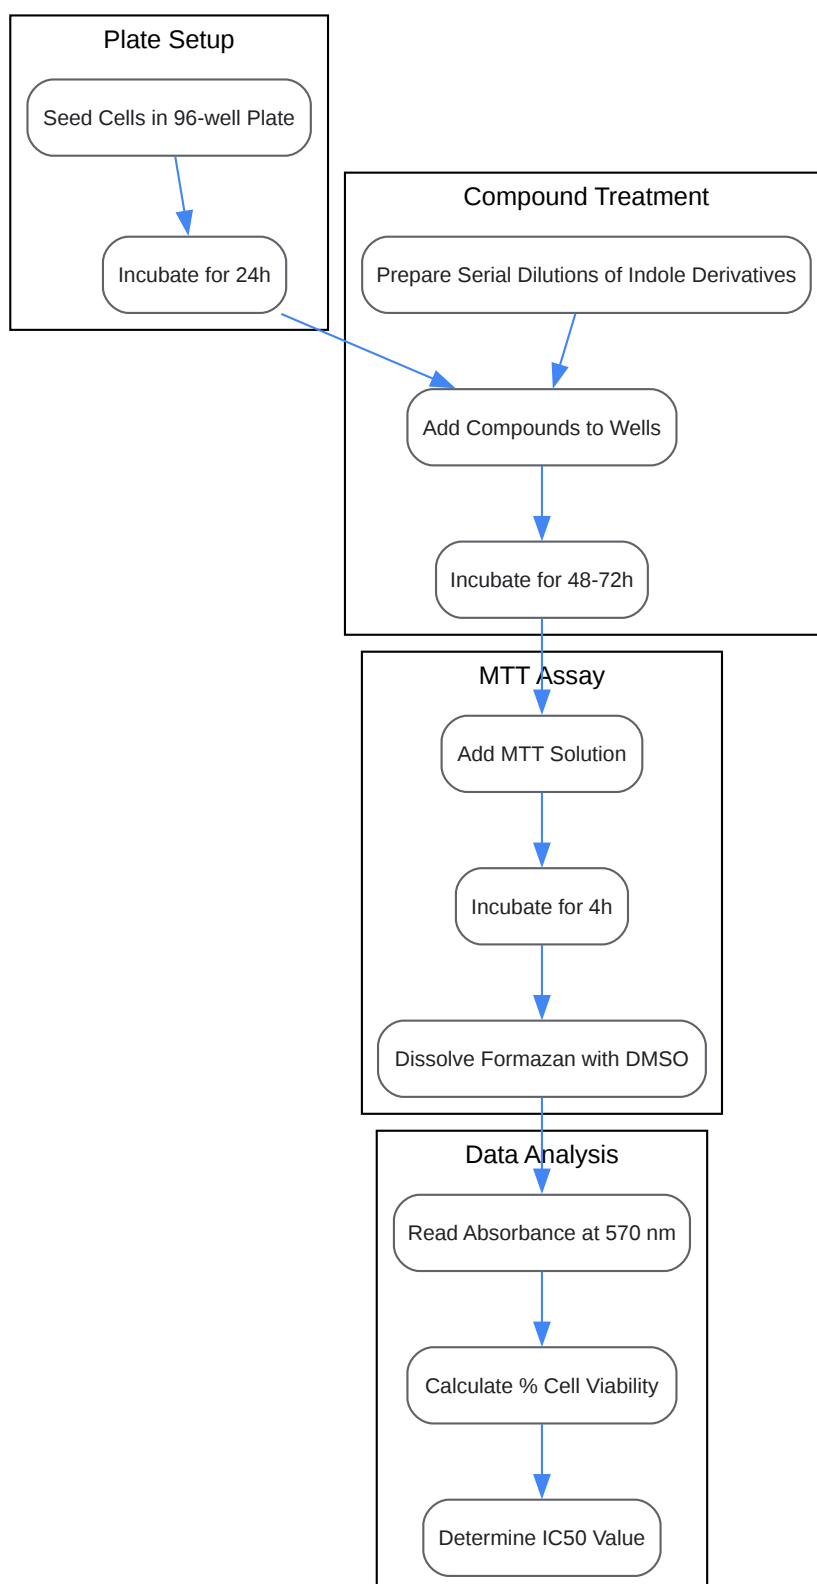 Plate Setup
Seed Cells in 96-well Plate
Incubate for 24h
Compound Treatment
Prepare Serial Dilutions of Indole Derivatives
Add Compounds to Wells
Incubate for 48-72h
MTT Assay
Add MTT Solution
Incubate for 4h
Dissolve Formazan with DMSO
Data Analysis
Read Absorbance at 570 nm
Calculate % Cell Viability
Determine IC50 Value